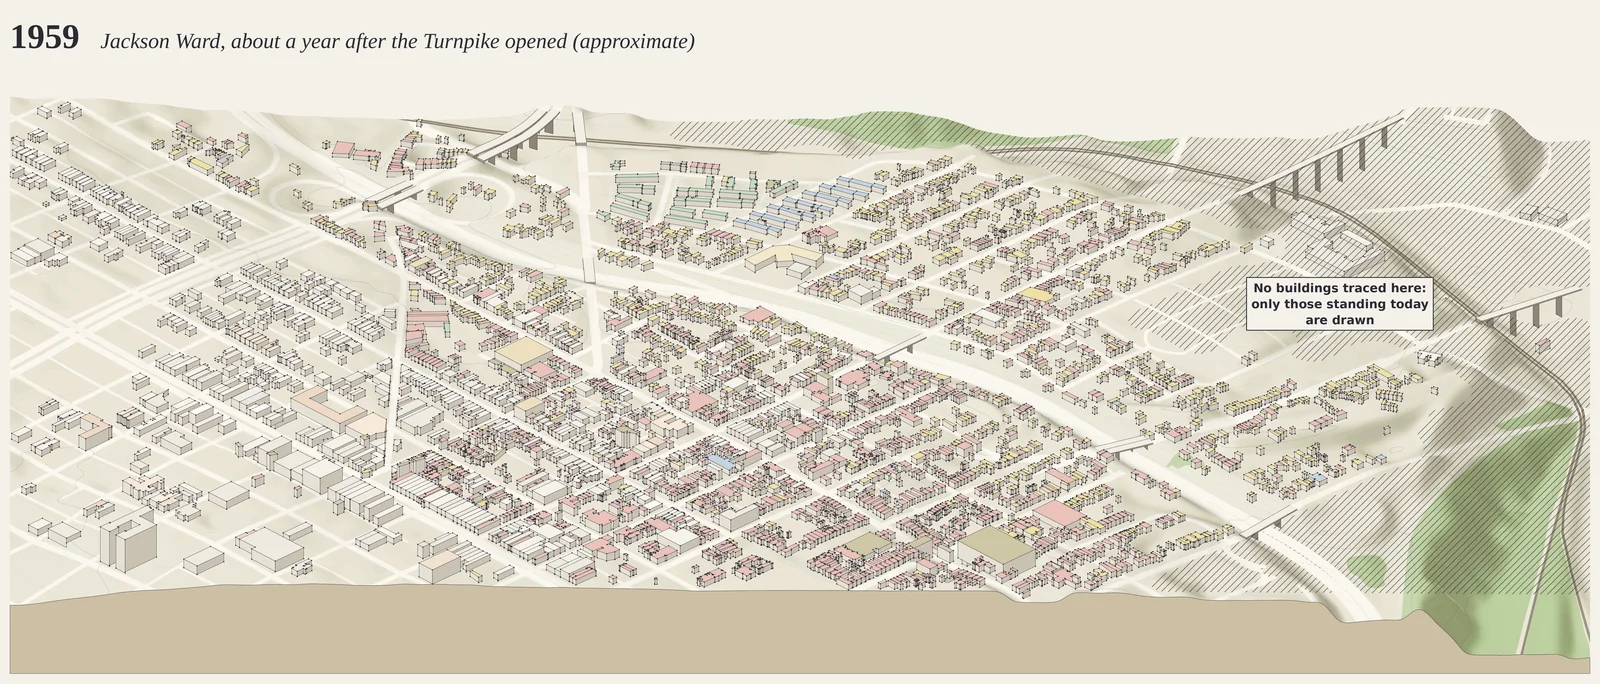 1959 Jackson Ward, about a year after the Turnpike opened (approximate)
No buildings traced here:
only those standing today
are drawn